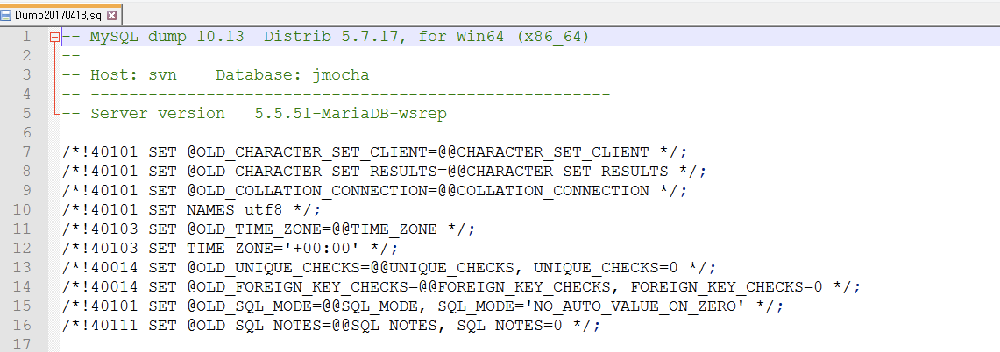 Dump20170418.sql
1 -- MySQL dump 10.13  Distrib 5.7.17, for Win64 (x86_64)
2 --
3 -- Host: svn    Database: jmocha
4 -- ------------------------------------------------------
5 -- Server version   5.5.51-MariaDB-wsrep
6
7 /*!40101 SET @OLD_CHARACTER_SET_CLIENT=@@CHARACTER_SET_CLIENT */;
8 /*!40101 SET @OLD_CHARACTER_SET_RESULTS=@@CHARACTER_SET_RESULTS */;
9 /*!40101 SET @OLD_COLLATION_CONNECTION=@@COLLATION_CONNECTION */;
10 /*!40101 SET NAMES utf8 */;
11 /*!40103 SET @OLD_TIME_ZONE=@@TIME_ZONE */;
12 /*!40103 SET TIME_ZONE='+00:00' */;
13 /*!40014 SET @OLD_UNIQUE_CHECKS=@@UNIQUE_CHECKS, UNIQUE_CHECKS=0 */;
14 /*!40014 SET @OLD_FOREIGN_KEY_CHECKS=@@FOREIGN_KEY_CHECKS, FOREIGN_KEY_CHECKS=0 */;
15 /*!40101 SET @OLD_SQL_MODE=@@SQL_MODE, SQL_MODE='NO_AUTO_VALUE_ON_ZERO' */;
16 /*!40111 SET @OLD_SQL_NOTES=@@SQL_NOTES, SQL_NOTES=0 */;
17